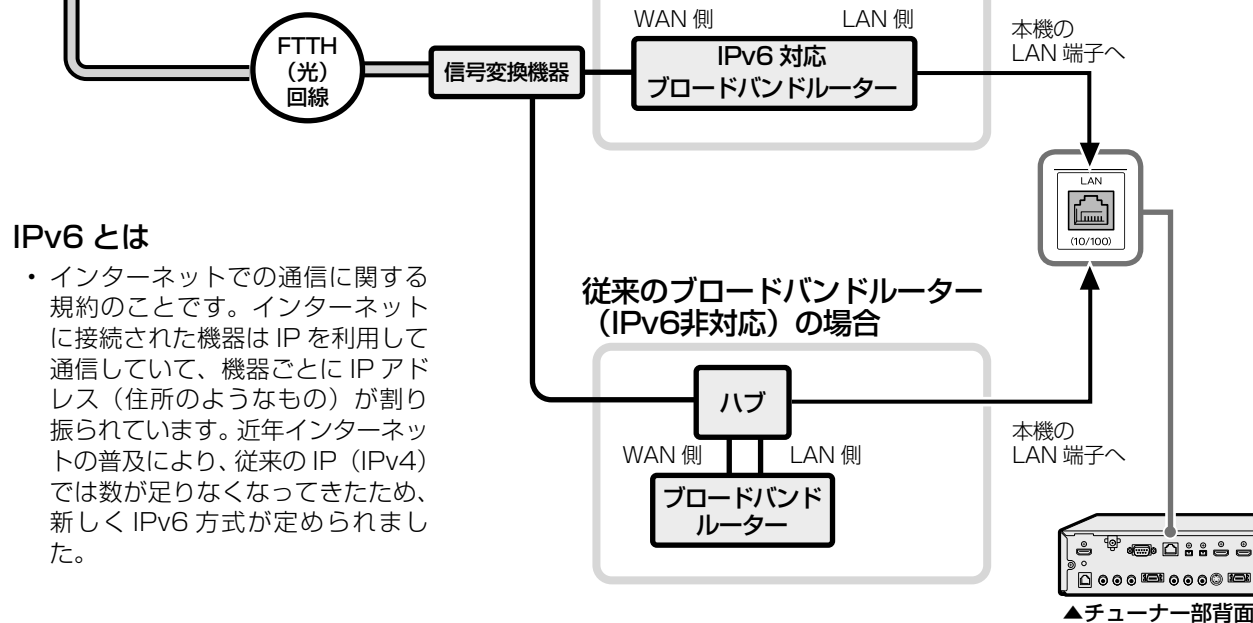 WAN 側
LAN 側
本機の
LAN 端子へ
FTTH
（光）
回線
信号変換機器
IPv6 対応
ブロードバンドルーター
LAN
(10/100)
IPv6 とは
・インターネットでの通信に関する
規約のことです。インターネット
に接続された機器は IP を利用して
通信していて、機器ごとに IP アド
レス（住所のようなもの）が割り
振られています。近年インターネッ
トの普及により、従来の IP（IPv4）
では数が足りなくなってきたため、
新しく IPv6 方式が定められまし
た。
従来のブロードバンドルーター
（IPv6非対応）の場合
ハブ
WAN 側
LAN 側
ブロードバンド
ルーター
本機の
LAN 端子へ
▲チューナー部背面